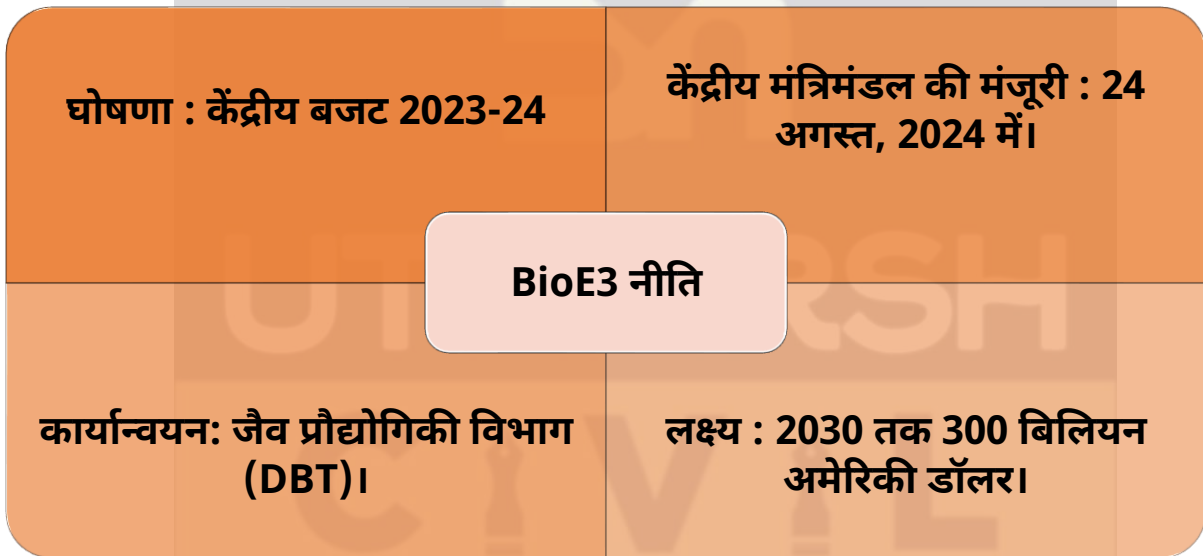 घोषणा : केंद्रीय बजट 2023-24
केंद्रीय मंत्रिमंडल की मंजूरी : 24
अगस्त, 2024 में।
BioE3 नीति
कार्यान्वयन: जैव प्रौद्योगिकी विभाग
(DBT)।
लक्ष्य : 2030 तक 300 बिलियन
अमेरिकी डॉलर।